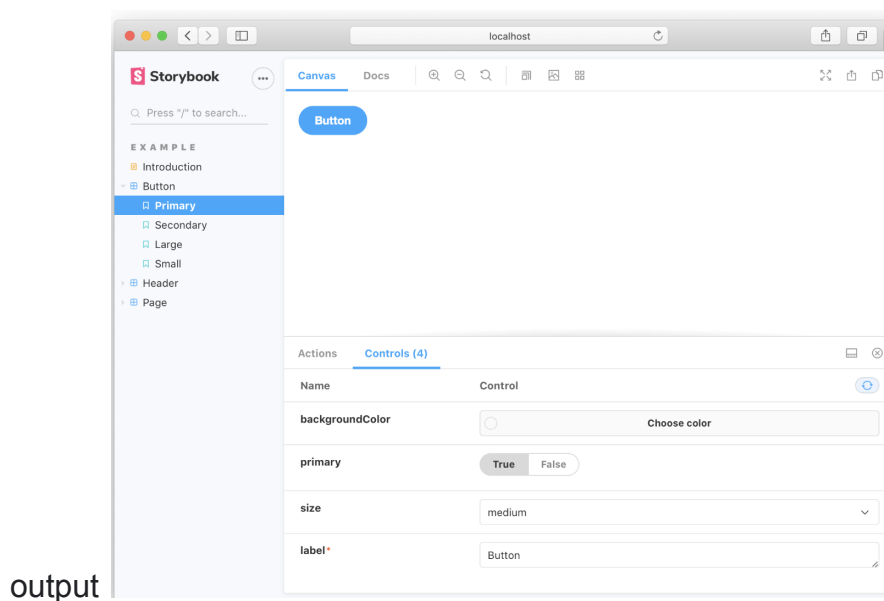 localhost
Storybook
Canvas Docs
Press "/" to search...
Button
EXAMPLE
Introduction
Button
Primary
Secondary
Large
Small
Header
Page
Actions Controls (4)
Name Control
backgroundColor Choose color
primary True False
size medium
label* Button
output